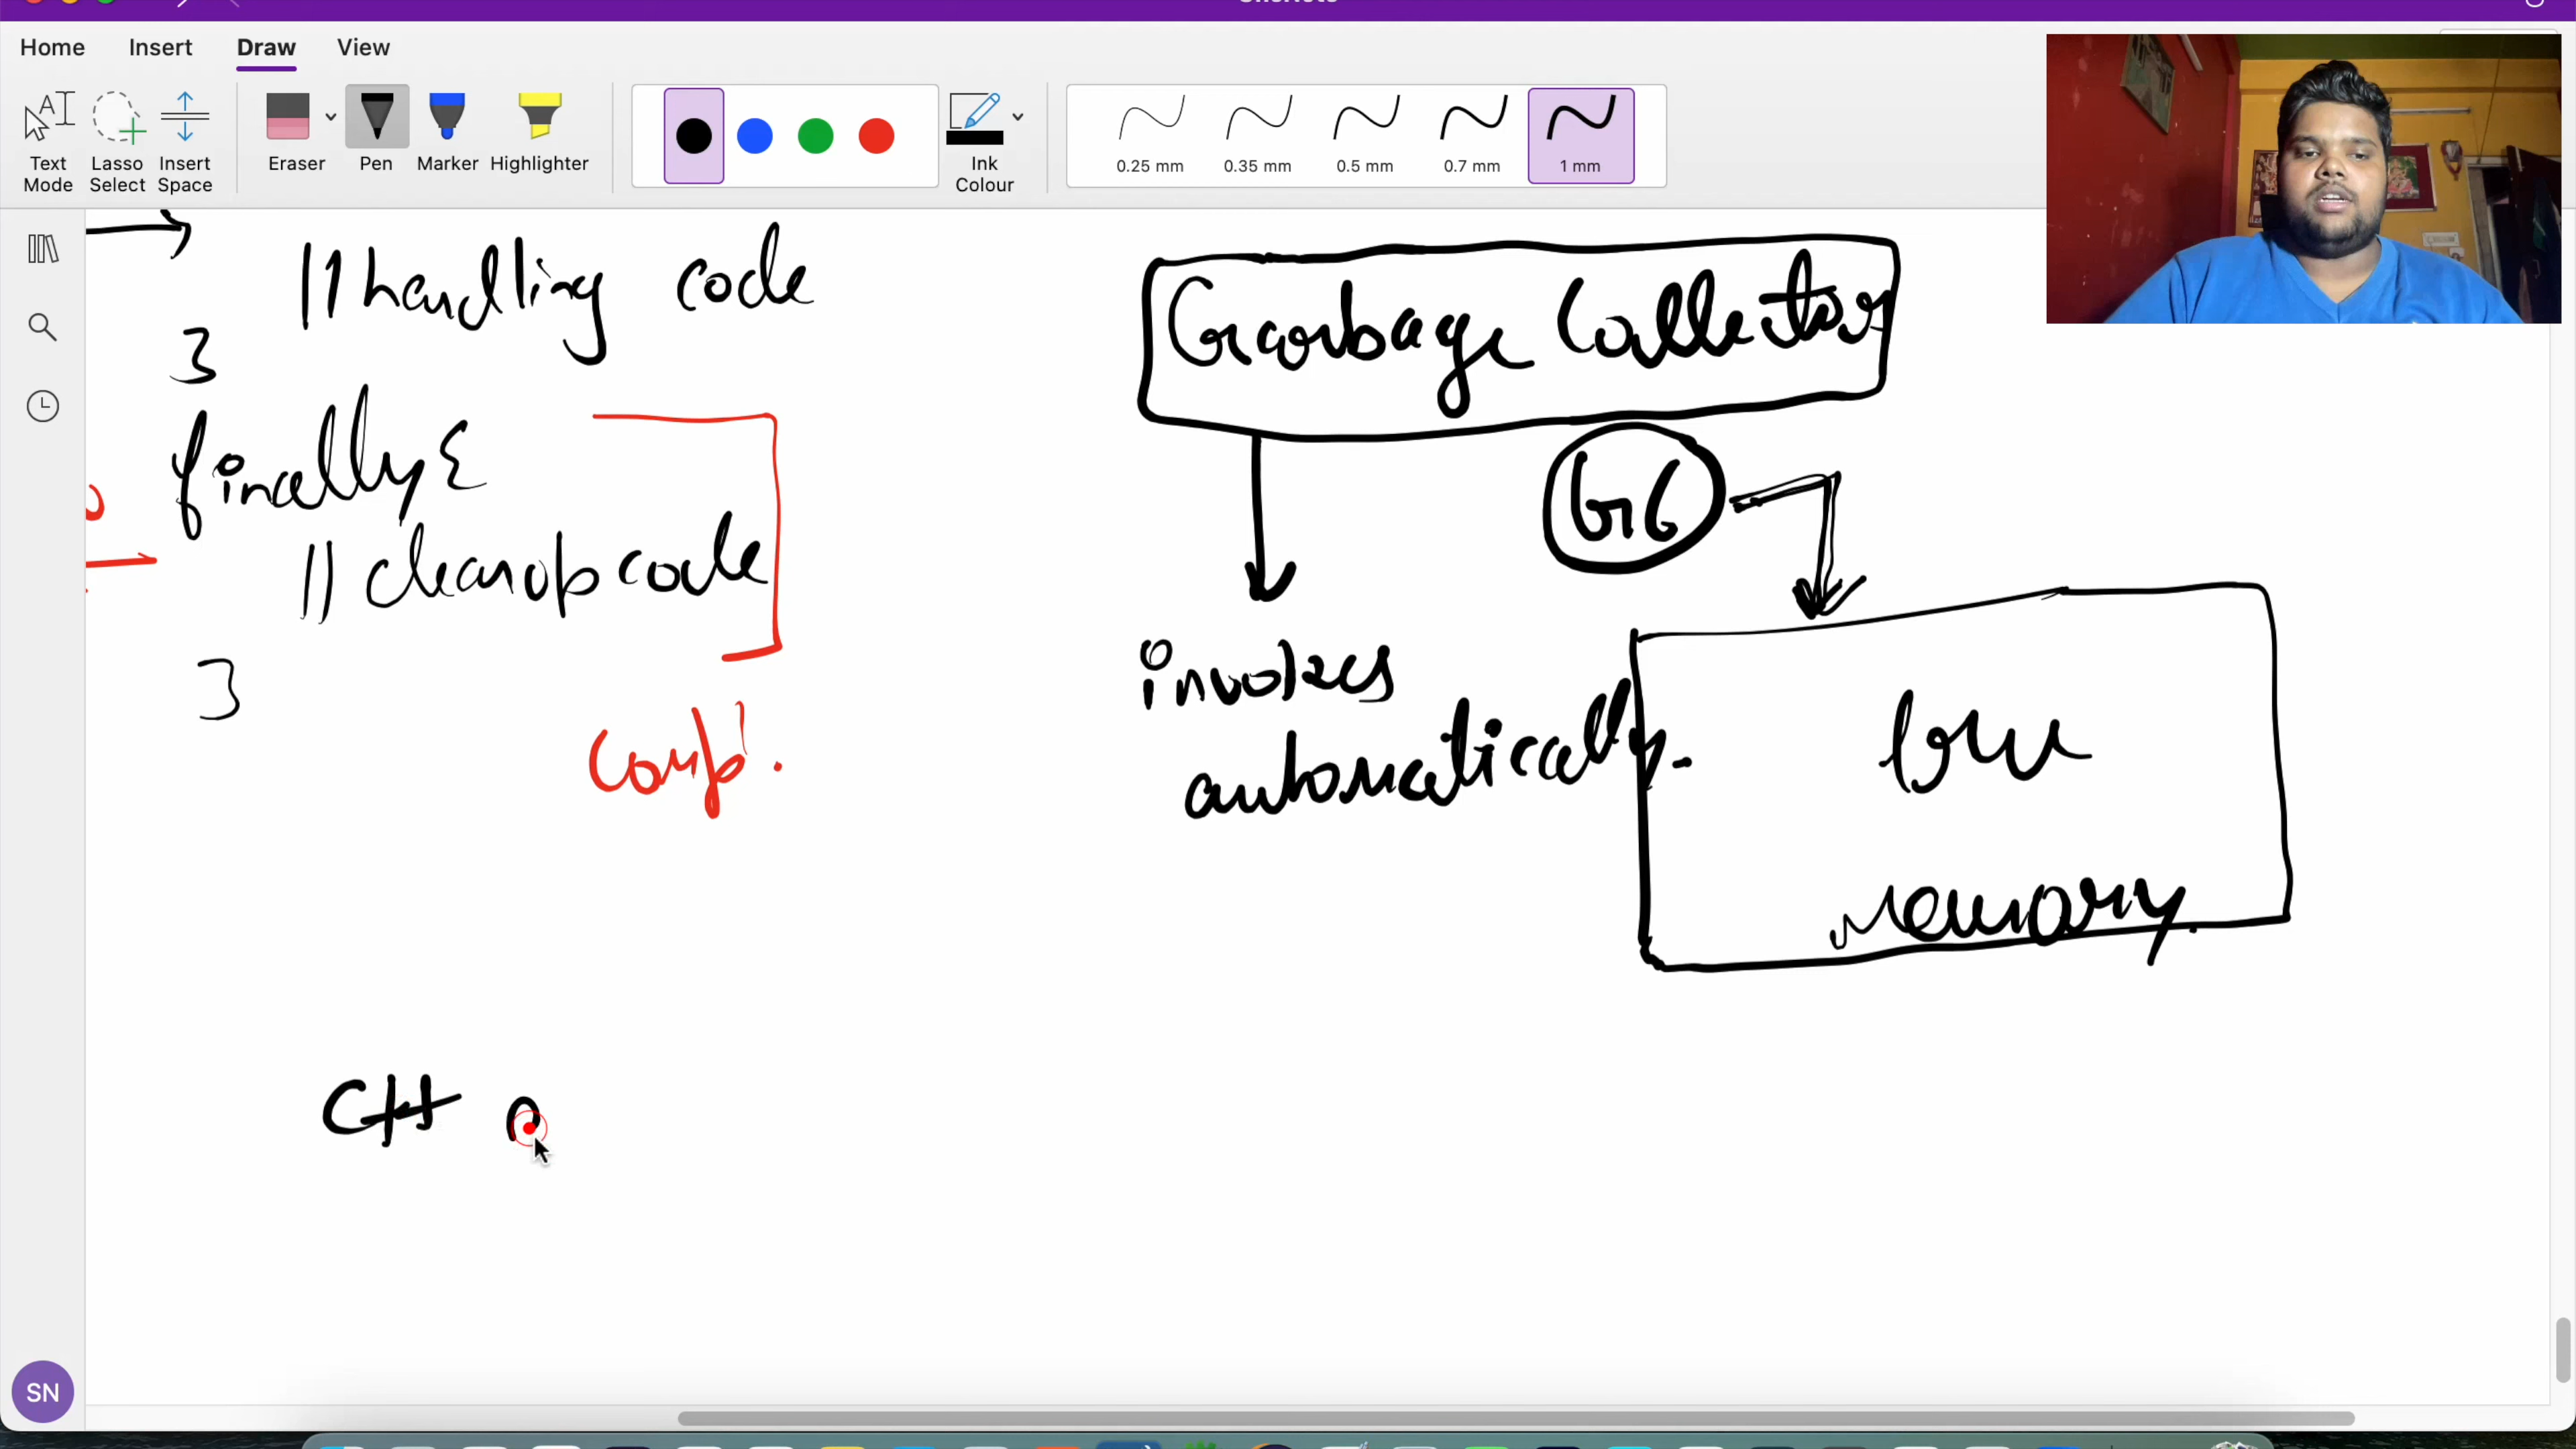 Home Insert Draw View
Text Mode
Lasso Select
Insert Space
Eraser
Pen
Marker
Highlighter
Ink Colour
0.25 mm
0.35 mm
0.5 mm
0.7 mm
1 mm
// handling code
}
finally {
// cleanup code
}
Garbage Collector
GC
invokes
automatically.
low
memory.
C++
SN